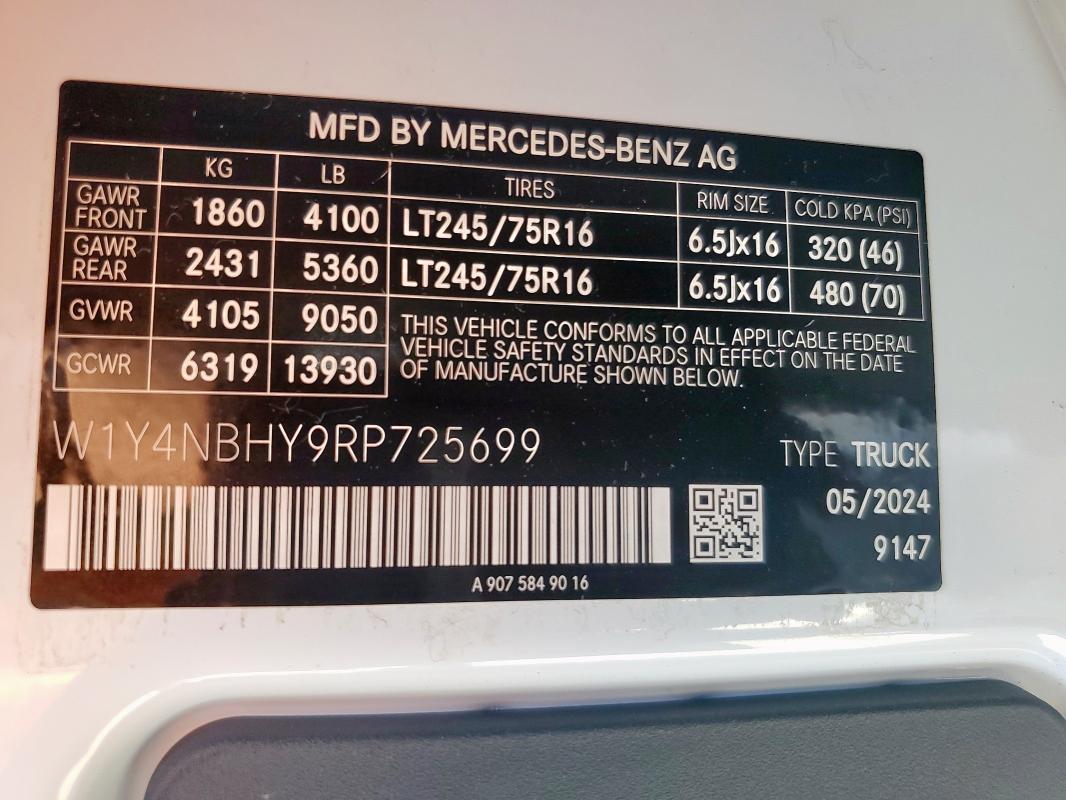 MFD BY MERCEDES-BENZ AG
KG LB TIRES RIM SIZE COLD KPA (PSI)
GAWR FRONT 1860 4100 LT245/75R16 6.5Jx16 320 (46)
GAWR REAR 2431 5360 LT245/75R16 6.5Jx16 480 (70)
GVWR 4105 9050
GCWR 6319 13930
THIS VEHICLE CONFORMS TO ALL APPLICABLE FEDERAL
VEHICLE SAFETY STANDARDS IN EFFECT ON THE DATE
OF MANUFACTURE SHOWN BELOW.
W1Y4NBHY9RP725699
TYPE TRUCK
05/2024
9147
A 907 584 90 16